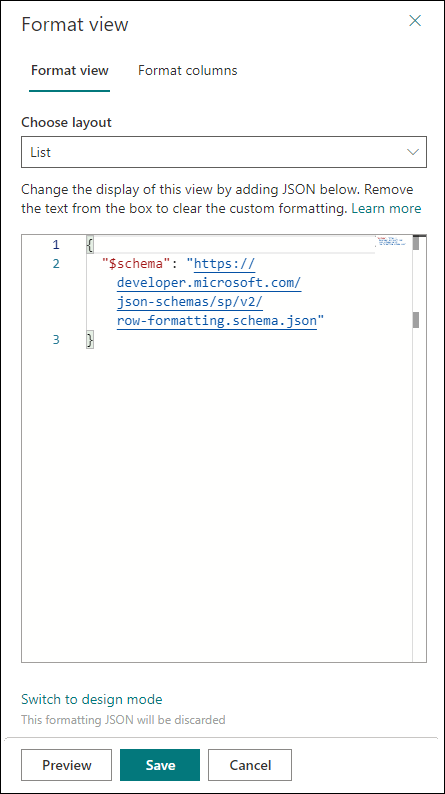 Format view
Format view Format columns
Choose layout
List
Change the display of this view by adding JSON below. Remove
the text from the box to clear the custom formatting. Learn more
1 {
2 "$schema": "https://
developer.microsoft.com/
json-schemas/sp/v2/
row-formatting.schema.json"
3 }
Switch to design mode
This formatting JSON will be discarded
Preview Save Cancel